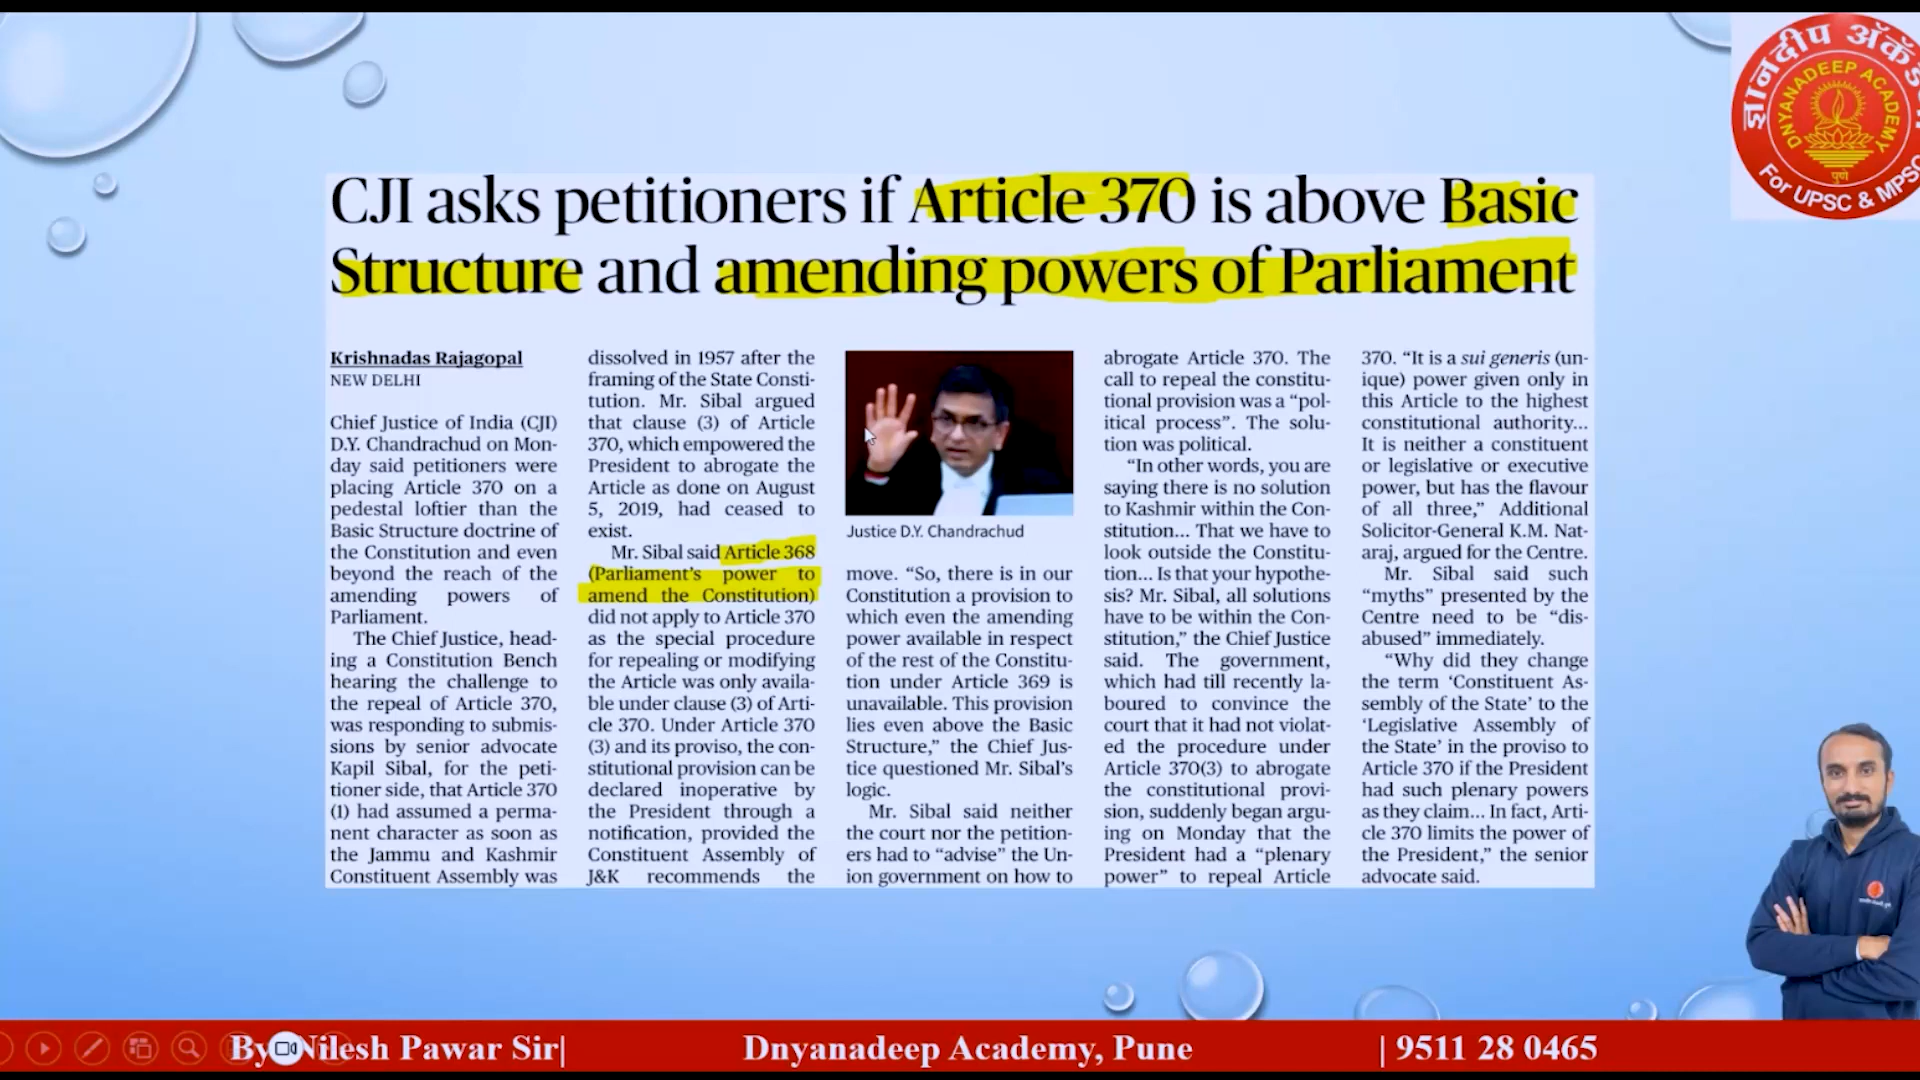 CJI asks petitioners if Article 370 is above Basic
Structure and amending powers of Parliament
Krishnadas Rajagopal
NEW DELHI
Chief Justice of India (CJI)
D.Y. Chandrachud on Mon-
day said petitioners were
placing Article 370 on a
pedestal loftier than the
Basic Structure doctrine of
the Constitution and even
beyond the reach of the
amending powers of
Parliament.
The Chief Justice, head-
ing a Constitution Bench
hearing the challenge to
the repeal of Article 370,
was responding to submis-
sions by senior advocate
Kapil Sibal, for the peti-
tioner side, that Article 370
(1) had assumed a perma-
nent character as soon as
the Jammu and Kashmir
Constituent Assembly was
dissolved in 1957 after the
framing of the State Consti-
tution. Mr. Sibal argued
that clause (3) of Article
370, which empowered the
President to abrogate the
Article as done on August
5, 2019, had ceased to
exist.
Mr. Sibal said Article 368
(Parliament's power to
amend the Constitution)
did not apply to Article 370
as the special procedure
for repealing or modifying
the Article was only availa-
ble under clause (3) of Arti-
cle 370. Under Article 370
(3) and its proviso, the con-
stitutional provision can be
declared inoperative by
the President through a
notification, provided the
Constituent Assembly of
J&K recommends the
Justice D.Y. Chandrachud
move. “So, there is in our
Constitution a provision to
which even the amending
power available in respect
of the rest of the Constitu-
tion under Article 369 is
unavailable. This provision
lies even above the Basic
Structure,” the Chief Jus-
tice questioned Mr. Sibal's
logic.
Mr. Sibal said neither
the court nor the petition-
ers had to “advise” the Un-
ion government on how to
abrogate Article 370. The
call to repeal the constitu-
tional provision was a “pol-
itical process”. The solu-
tion was political.
“In other words, you are
saying there is no solution
to Kashmir within the Con-
stitution... That we have to
look outside the Constitu-
tion... Is that your hypothe-
sis? Mr. Sibal, all solutions
have to be within the Con-
stitution,” the Chief Justice
said. The government,
which had till recently la-
boured to convince the
court that it had not violat-
ed the procedure under
Article 370(3) to abrogate
the constitutional provi-
sion, suddenly began argu-
ing on Monday that the
President had a “plenary
power” to repeal Article
370. “It is a sui generis (un-
ique) power given only in
this Article to the highest
constitutional authority...
It is neither a constituent
or legislative or executive
power, but has the flavour
of all three,” Additional
Solicitor-General K.M. Nat-
araj, argued for the Centre.
Mr. Sibal said such
“myths” presented by the
Centre need to be “dis-
abused” immediately.
“Why did they change
the term ‘Constituent As-
sembly of the State’ to the
‘Legislative Assembly of
the State’ in the proviso to
Article 370 if the President
had such plenary powers
as they claim... In fact, Arti-
cle 370 limits the power of
the President,” the senior
advocate said.
ज्ञानदीप
DNYANADEEP ACADEMY
पुणे
For UPSC & MPSC
By Nilesh Pawar Sir| Dnyanadeep Academy, Pune | 9511 28 0465